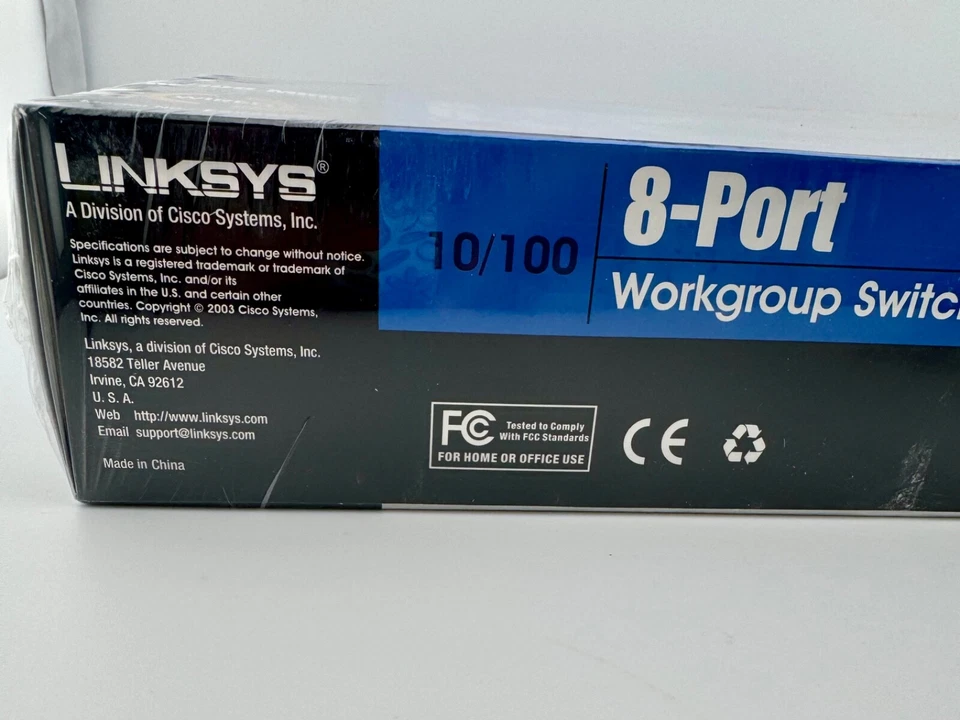 LINKSYS®
A Division of Cisco Systems, Inc.
Specifications are subject to change without notice.
Linksys is a registered trademark or trademark of
Cisco Systems, Inc. and/or its
affiliates in the U.S. and certain other
countries. Copyright © 2003 Cisco Systems,
Inc. All rights reserved.
Linksys, a division of Cisco Systems, Inc.
18582 Teller Avenue
Irvine, CA 92612
U. S. A.
Web http://www.linksys.com
Email support@linksys.com
Made in China
10/100
8-Port
Workgroup Switc
FC Tested to Comply
With FCC Standards
FOR HOME OR OFFICE USE
CE